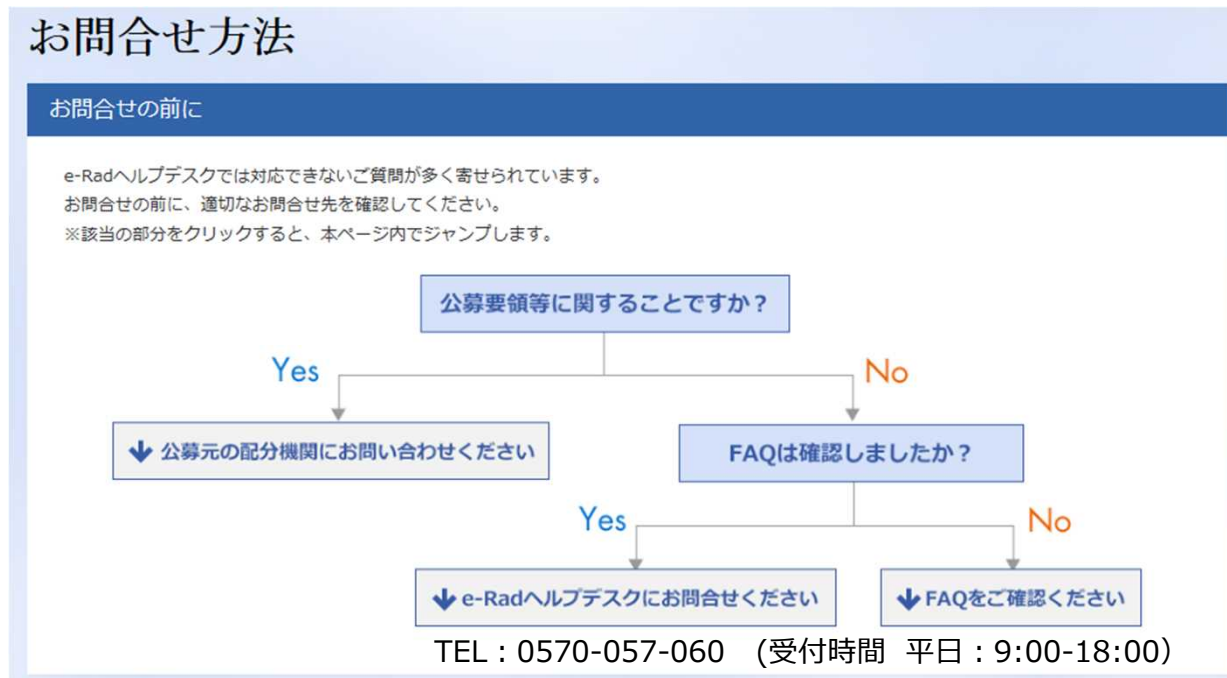 お問合せ方法
お問合せの前に
e-Radヘルプデスクでは対応できないご質問が多く寄せられています。
お問合せの前に、適切なお問合せ先を確認してください。
※該当の部分をクリックすると、本ページ内でジャンプします。
公募要領等に関することですか？
Yes
No
公募元の配分機関にお問い合わせください
FAQは確認しましたか？
Yes
No
e-Radヘルプデスクにお問合せください
FAQをご確認ください
TEL：0570-057-060　(受付時間 平日：9:00-18:00）